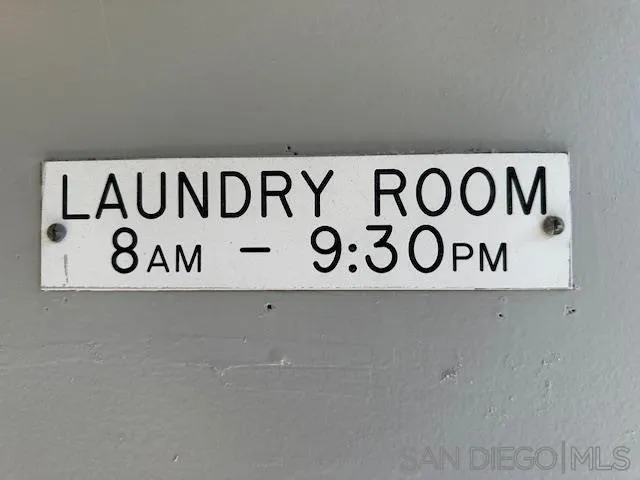 LAUNDRY ROOM
8AM - 9:30PM
SAN DIEGO|MLS